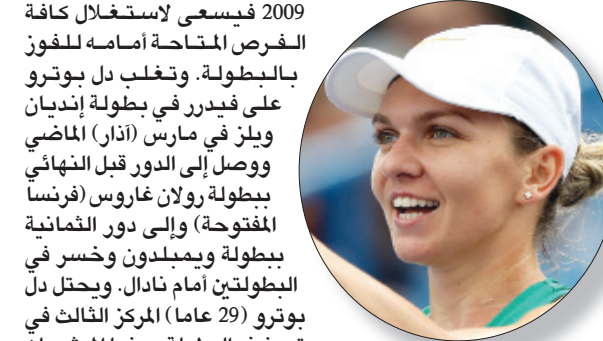 2009 فيسعى لاستغلال كافة
الفرص المتاحة أمامه للفوز
بالبطولة. وتغلب دل بوترو
على فيدرر في بطولة إنديان
ويلز في مارس (آذار) الماضي
ووصل إلى الدور قبل النهائي
ببطولة رولان غاروس (فرنسا
المفتوحة) وإلى دور الثمانية
ببطولة ويمبلدون وخسر في
البطولتين أمام نادال. ويحتل دل
بوترو (29 عاما) المركز الثالث في